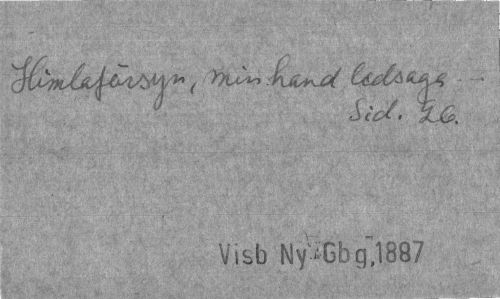 Himlaförsyn, min hand ledsaga —
Sid. 26.
Visb Ny Gbg, 1887